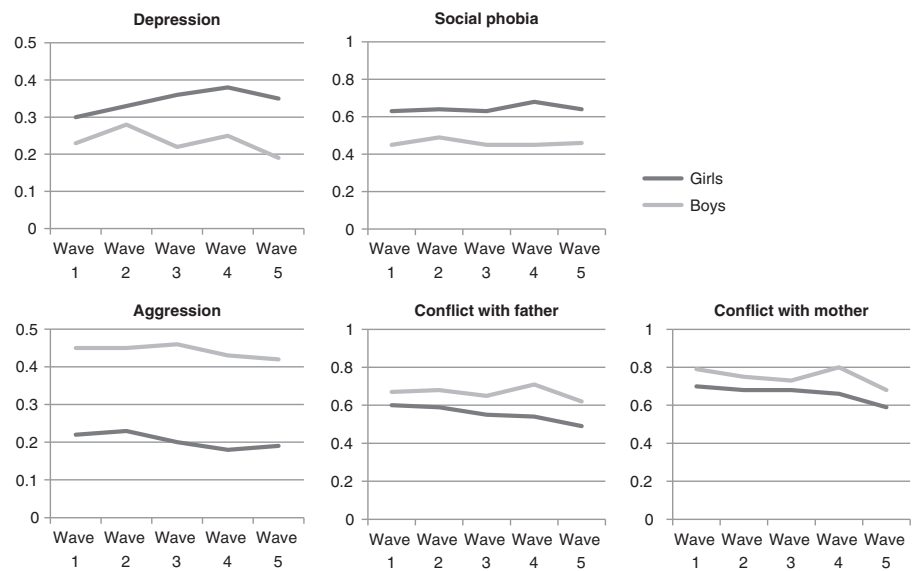 Depression
0.5
0.4
0.3
0.2
0.1
0
Wave Wave Wave Wave Wave
1 2 3 4 5
Social phobia
1
0.8
0.6
0.4
0.2
0
Wave Wave Wave Wave Wave
1 2 3 4 5
Girls
Boys
Aggression
0.5
0.4
0.3
0.2
0.1
0
Wave Wave Wave Wave Wave
1 2 3 4 5
Conflict with father
1
0.8
0.6
0.4
0.2
0
Wave Wave Wave Wave Wave
1 2 3 4 5
Conflict with mother
1
0.8
0.6
0.4
0.2
0
Wave Wave Wave Wave Wave
1 2 3 4 5